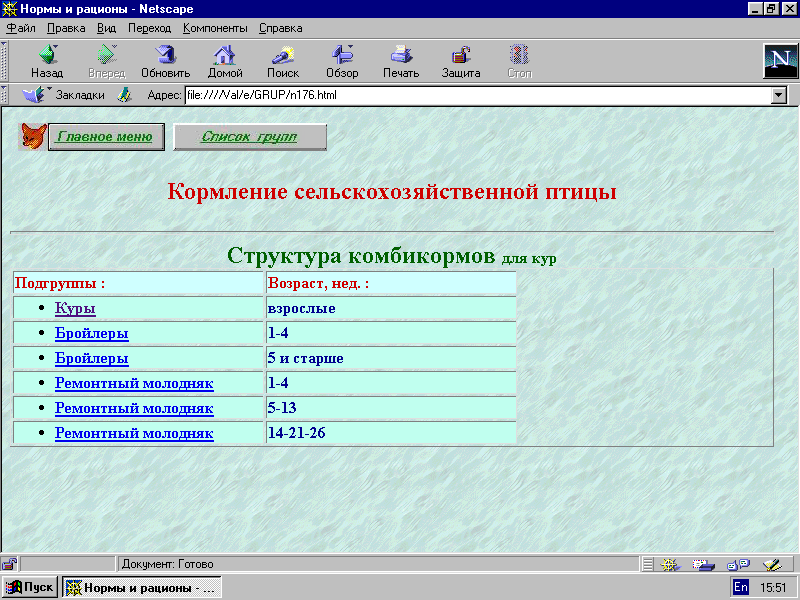 Нормы и рационы - Netscape
Файл Правка Вид Переход Компоненты Справка
Назад Вперед Обновить Домой Поиск Обзор Печать Защита Стоп
Закладки Адрес: file:////Val/e/GRUP/n176.html
Главное меню Список групп
Кормление сельскохозяйственной птицы
Структура комбикормов для кур
Подгруппы : Возраст, нед. :
• Куры взрослые
• Бройлеры 1-4
• Бройлеры 5 и старше
• Ремонтный молодняк 1-4
• Ремонтный молодняк 5-13
• Ремонтный молодняк 14-21-26
Документ: Готово
Пуск Нормы и рационы - ... En 15:51